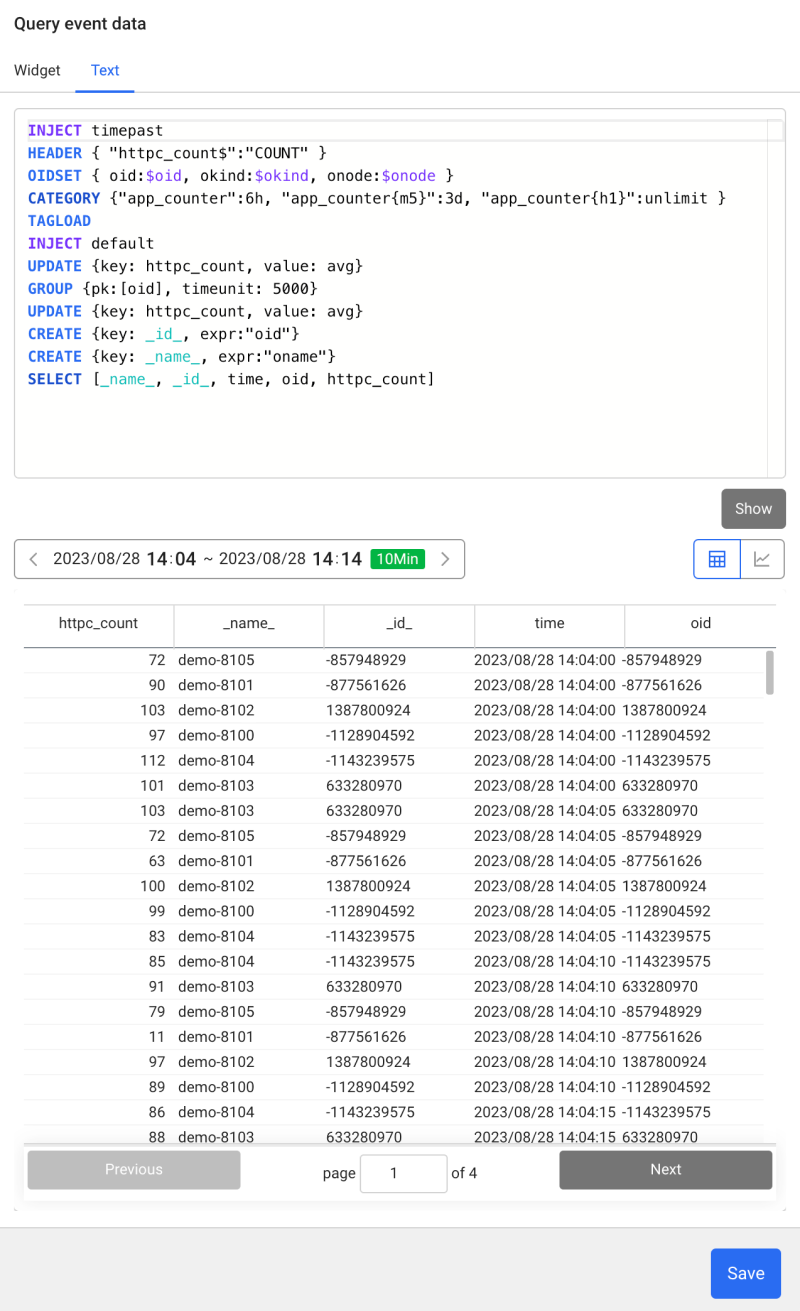 Query event data
Widget Text
INJECT timepast
HEADER { "httpc_count$":"COUNT" }
OIDSET { oid:$oid, okind:$okind, onode:$onode }
CATEGORY {"app_counter":6h, "app_counter{m5}":3d, "app_counter{h1}":unlimit }
TAGLOAD
INJECT default
UPDATE {key: httpc_count, value: avg}
GROUP {pk:[oid], timeunit: 5000}
UPDATE {key: httpc_count, value: avg}
CREATE {key: _id_, expr:"oid"}
CREATE {key: _name_, expr:"oname"}
SELECT [_name_, _id_, time, oid, httpc_count]
Show
2023/08/28 14:04 ~ 2023/08/28 14:14 10Min
httpc_count _name_ _id_ time oid
72 demo-8105 -857948929 2023/08/28 14:04:00 -857948929
90 demo-8101 -877561626 2023/08/28 14:04:00 -877561626
103 demo-8102 1387800924 2023/08/28 14:04:00 1387800924
97 demo-8100 -1128904592 2023/08/28 14:04:00 -1128904592
112 demo-8104 -1143239575 2023/08/28 14:04:00 -1143239575
101 demo-8103 633280970 2023/08/28 14:04:00 633280970
103 demo-8103 633280970 2023/08/28 14:04:05 633280970
72 demo-8105 -857948929 2023/08/28 14:04:05 -857948929
63 demo-8101 -877561626 2023/08/28 14:04:05 -877561626
100 demo-8102 1387800924 2023/08/28 14:04:05 1387800924
99 demo-8100 -1128904592 2023/08/28 14:04:05 -1128904592
83 demo-8104 -1143239575 2023/08/28 14:04:05 -1143239575
85 demo-8104 -1143239575 2023/08/28 14:04:10 -1143239575
91 demo-8103 633280970 2023/08/28 14:04:10 633280970
79 demo-8105 -857948929 2023/08/28 14:04:10 -857948929
11 demo-8101 -877561626 2023/08/28 14:04:10 -877561626
97 demo-8102 1387800924 2023/08/28 14:04:10 1387800924
89 demo-8100 -1128904592 2023/08/28 14:04:10 -1128904592
86 demo-8104 -1143239575 2023/08/28 14:04:15 -1143239575
88 demo-8103 633280970 2023/08/28 14:04:15 633280970
Previous page 1 of 4 Next
Save